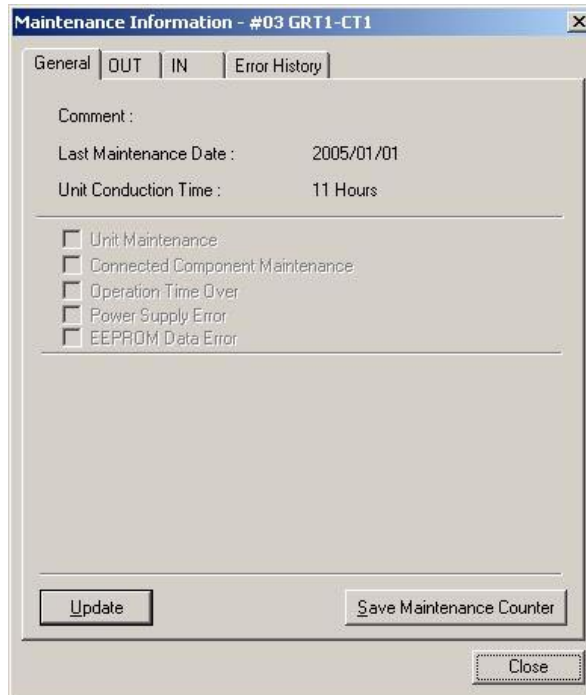 Maintenance Information - #03 GRT1-CT1
General OUT IN Error History
Comment :
Last Maintenance Date : 2005/01/01
Unit Conduction Time : 11 Hours
Unit Maintenance
Connected Component Maintenance
Operation Time Over
Power Supply Error
EEPROM Data Error
Update Save Maintenance Counter
Close